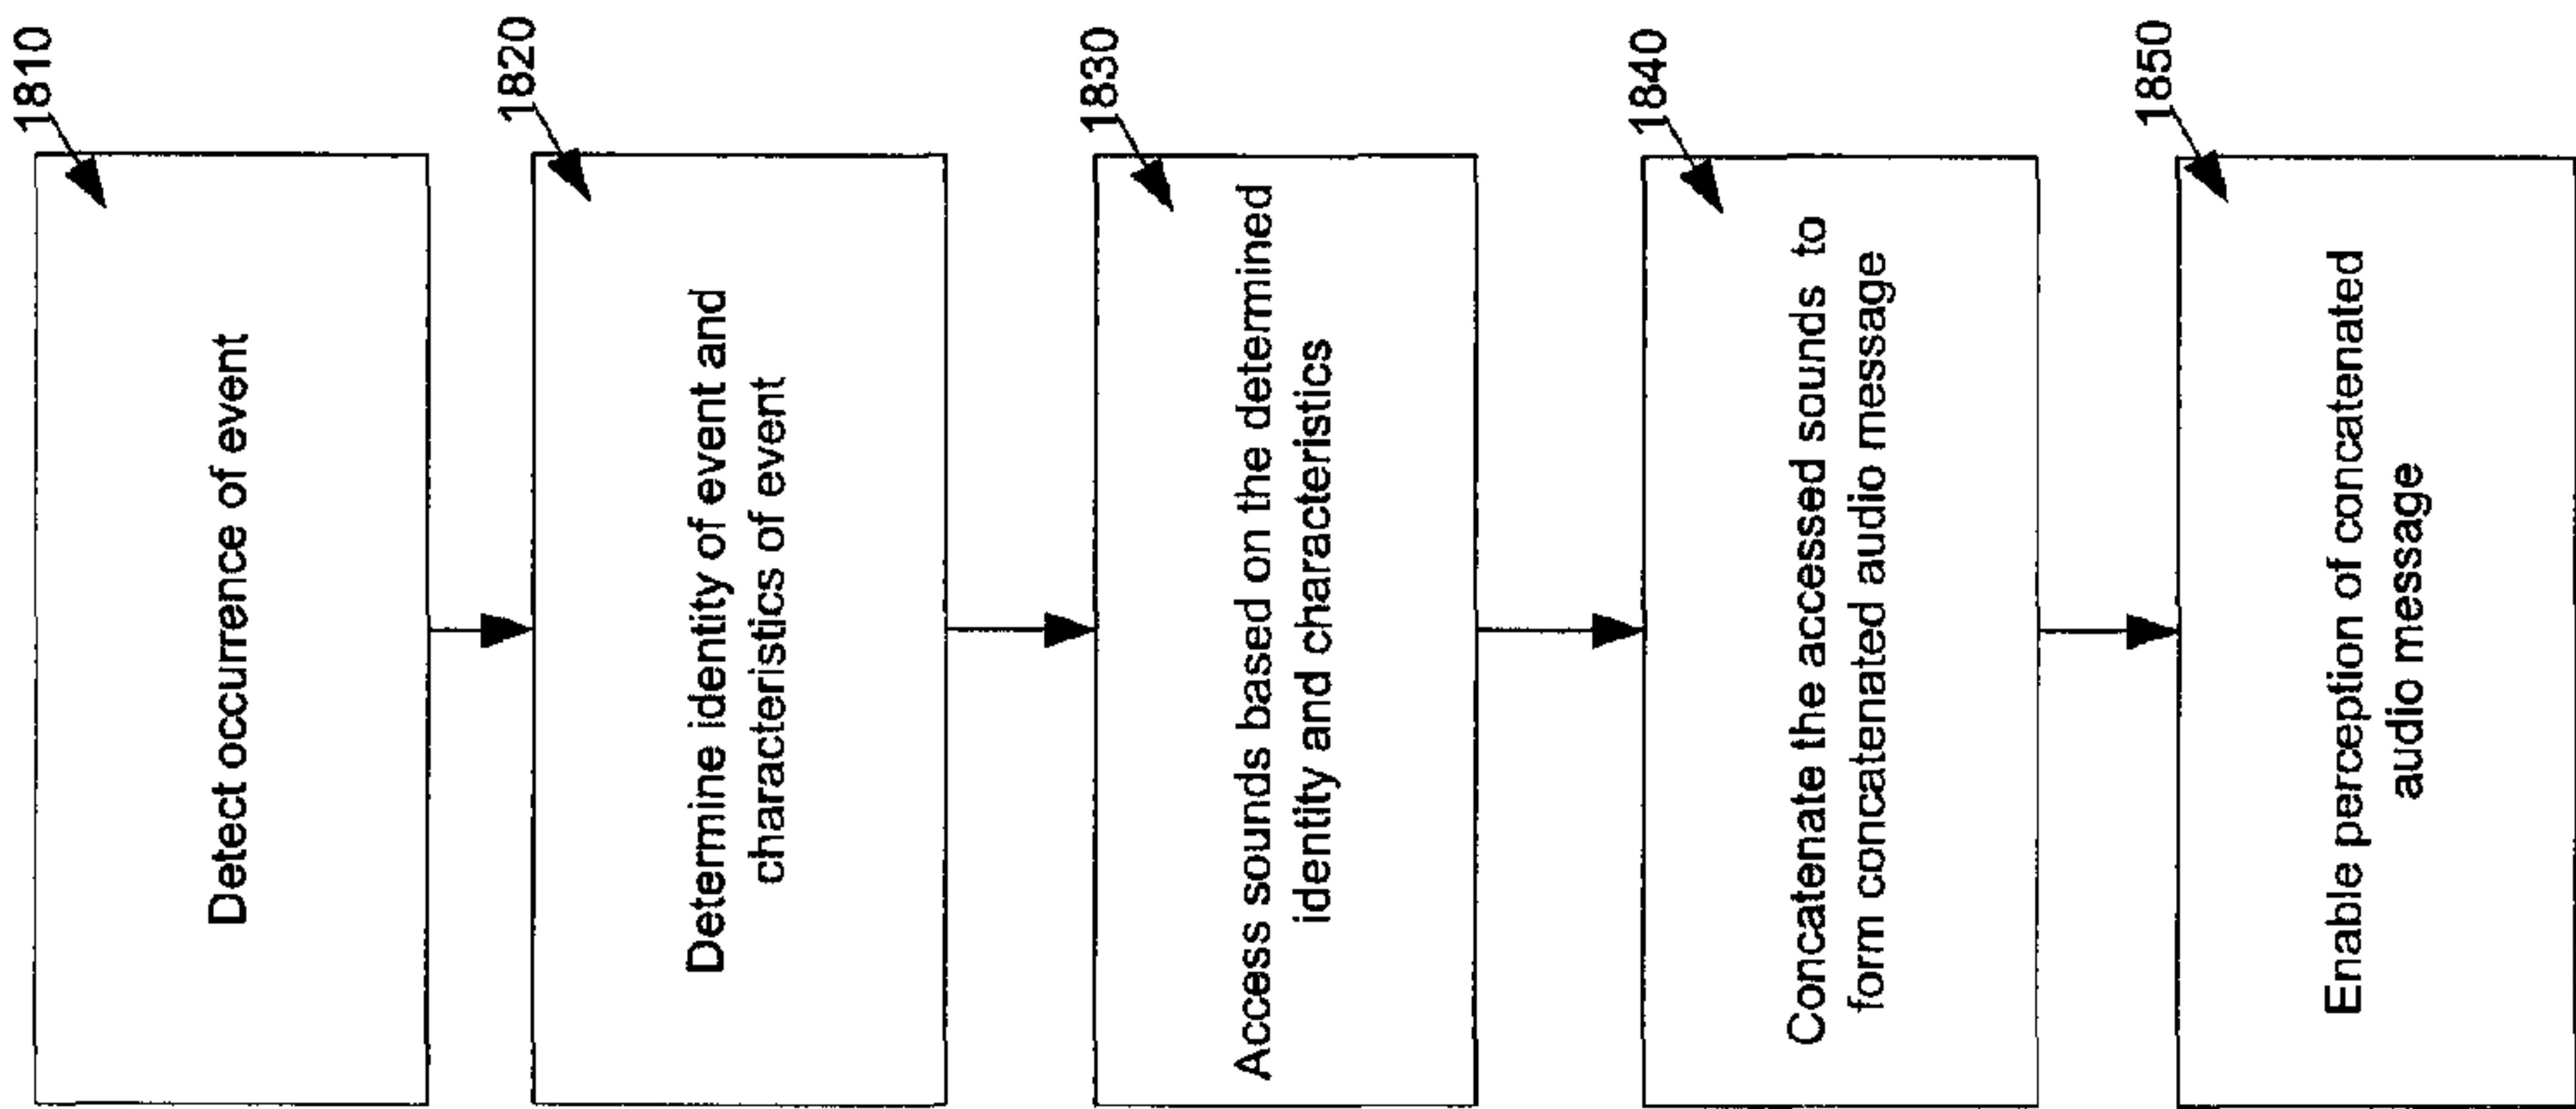 1810
Detect occurrence of event
1820
Determine identity of event and
characteristics of event
1830
Access sounds based on the determined
identity and characteristics
1840
Concatenate the accessed sounds to
form concatenated audio message
1850
Enable perception of concatenated
audio message